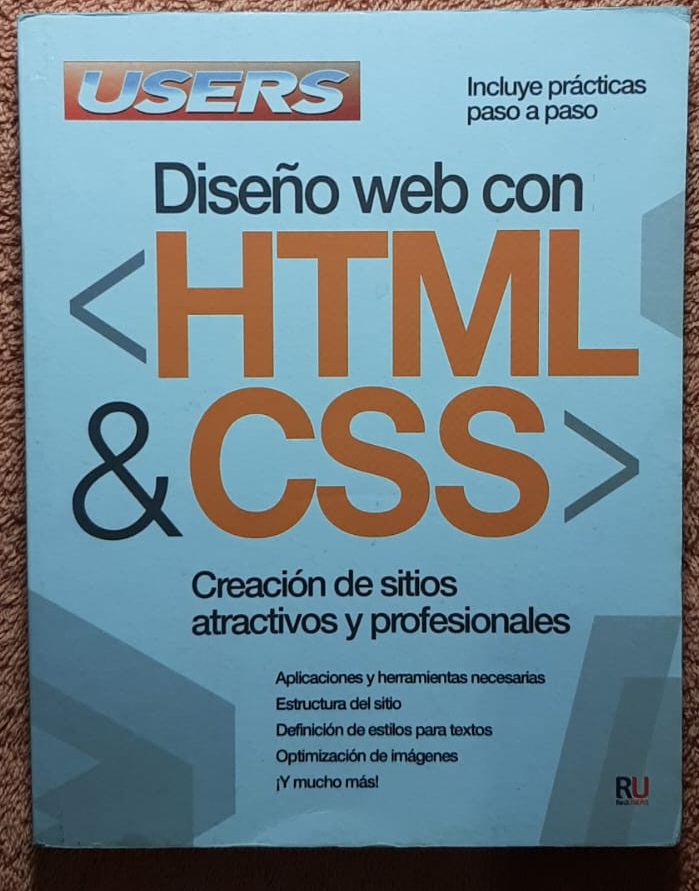 USERS
Incluye prácticas
paso a paso
Diseño web con
<HTML
&CSS>
Creación de sitios
atractivos y profesionales
Aplicaciones y herramientas necesarias
Estructura del sitio
Definición de estilos para textos
Optimización de imágenes
¡Y mucho más!
RU
RedUSERS